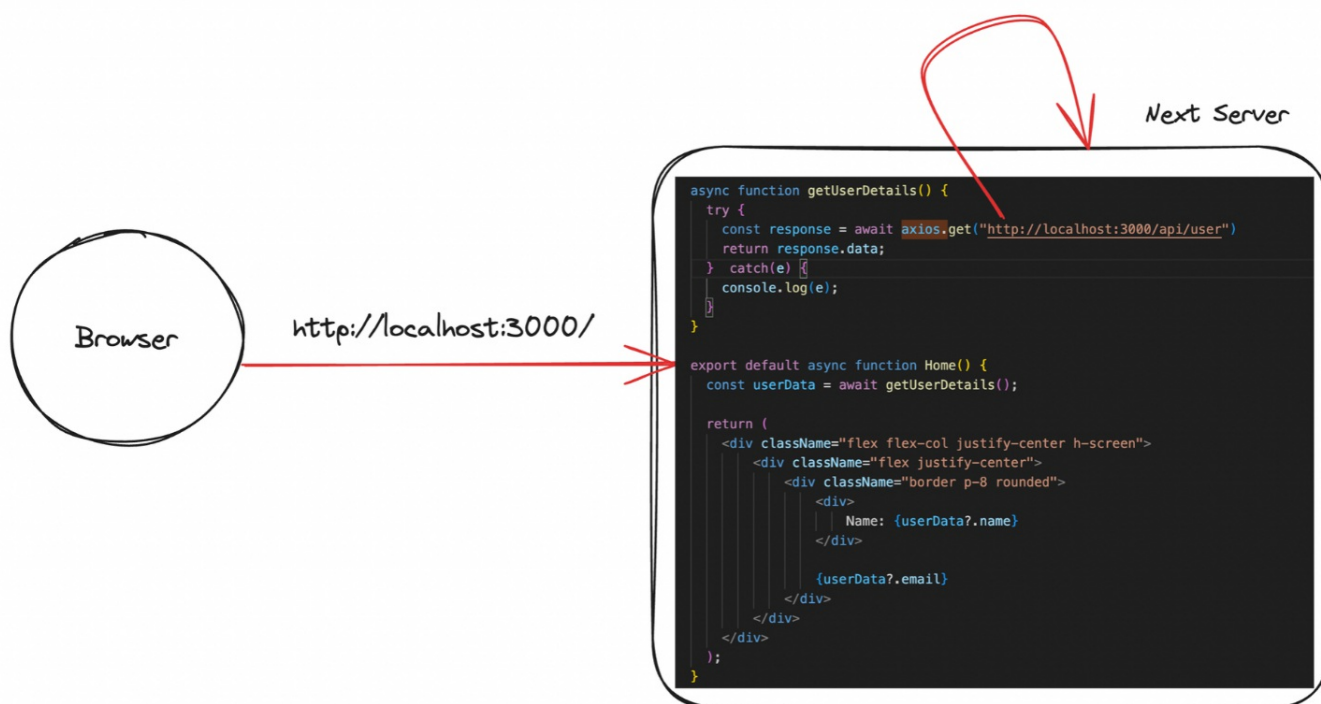 Next Server
async function getUserDetails() {
try {
const response = await axios.get("http://localhost:3000/api/user")
return response.data;
} catch(e) {
console.log(e);
}
}
Browser
http://localhost:3000/
export default async function Home() {
const userData = await getUserDetails();
return (
<div className="flex flex-col justify-center h-screen">
<div className="flex justify-center">
<div className="border p-8 rounded">
<div>
Name: {userData?.name}
</div>
{userData?.email}
</div>
</div>
</div>
);
}